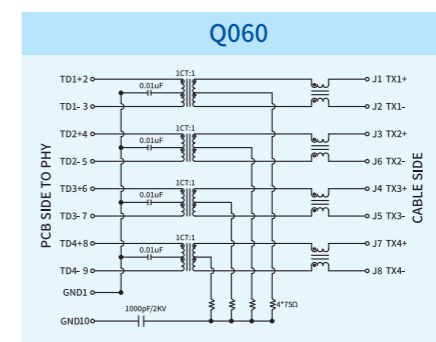 Q060
1CT:1
TD1+2
J1 TX1+
0.01uF
TD1- 3
J2 TX1-
1CT:1
TD2+4
J3 TX2+
0.01uF
TD2- 5
J6 TX2-
PCB SIDE TO PHY
CABLE SIDE
1CT:1
TD3+6
J4 TX3+
0.01uF
TD3- 7
J5 TX3-
1CT:1
TD4+8
J7 TX4+
0.01uF
TD4- 9
J8 TX4-
GND1
4*75Ω
1000pF/2KV
GND10